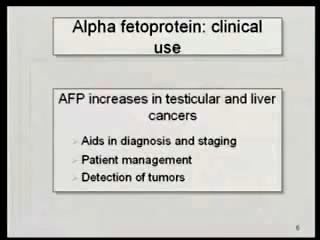 Alpha fetoprotein: clinical
use
AFP increases in testicular and liver
cancers
Aids in diagnosis and staging
Patient management
Detection of tumors
6